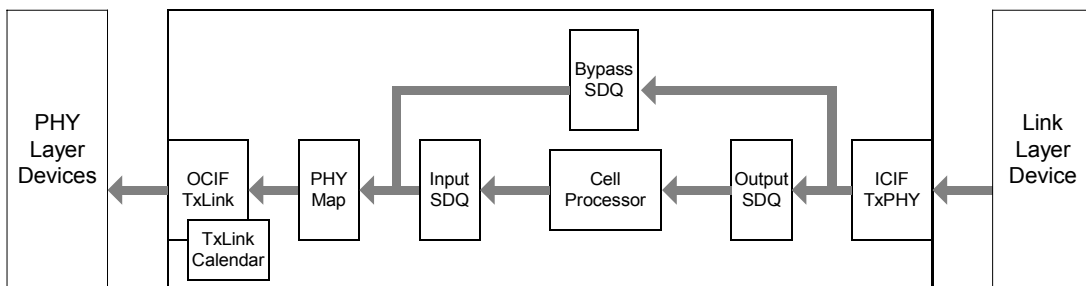 PHY
Layer
Devices
OCIF
TxLink
TxLink
Calendar
PHY
Map
Input
SDQ
Bypass
SDQ
Cell
Processor
Output
SDQ
ICIF
TxPHY
Link
Layer
Device